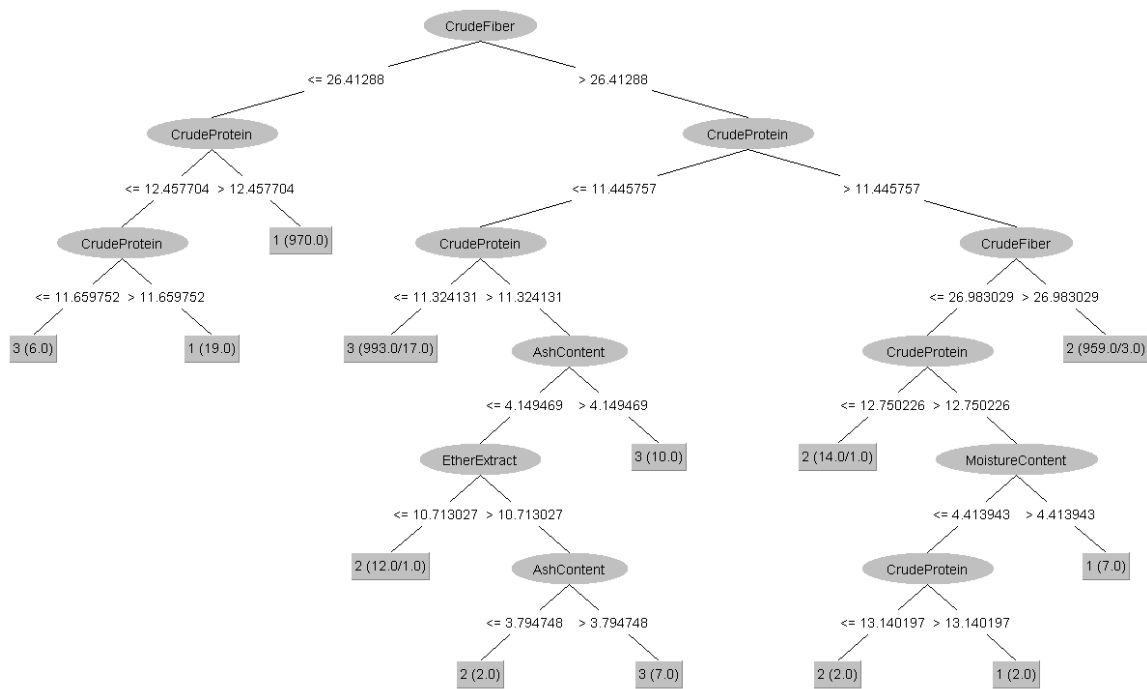 CrudeFiber
<= 26.41288 > 26.41288
CrudeProtein CrudeProtein
<= 12.457704 > 12.457704 <= 11.445757 > 11.445757
CrudeProtein 1 (970.0) CrudeProtein CrudeFiber
<= 11.659752 > 11.659752 <= 11.324131 > 11.324131 <= 26.983029 > 26.983029
3 (6.0) 1 (19.0) 3 (993.0/17.0) AshContent CrudeProtein 2 (959.0/3.0)
<= 4.149469 > 4.149469 <= 12.750226 > 12.750226
EtherExtract 3 (10.0) 2 (14.0/1.0) MoistureContent
<= 10.713027 > 10.713027 <= 4.413943 > 4.413943
2 (12.0/1.0) AshContent CrudeProtein 1 (7.0)
<= 3.794748 > 3.794748 <= 13.140197 > 13.140197
2 (2.0) 3 (7.0) 2 (2.0) 1 (2.0)